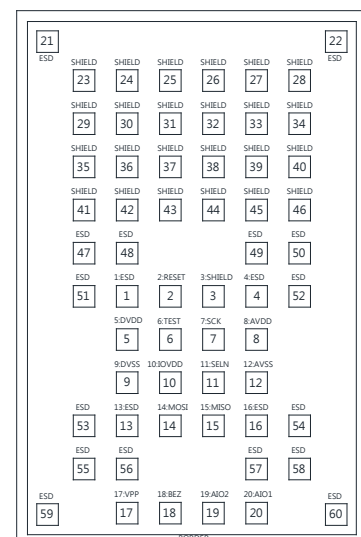 21 22
ESD ESD
SHIELD SHIELD SHIELD SHIELD SHIELD SHIELD
23 24 25 26 27 28
SHIELD SHIELD SHIELD SHIELD SHIELD SHIELD
29 30 31 32 33 34
SHIELD SHIELD SHIELD SHIELD SHIELD SHIELD
35 36 37 38 39 40
SHIELD SHIELD SHIELD SHIELD SHIELD SHIELD
41 42 43 44 45 46
ESD ESD ESD ESD
47 48 49 50
ESD 1:ESD 2:RESET 3:SHIELD 4:ESD ESD
51 1 2 3 4 52
5:DVDD 6:TEST 7:SCK 8:AVDD
5 6 7 8
9:DVSS 10:IOVDD 11:SELN 12:AVSS
9 10 11 12
ESD 13:ESD 14:MOSI 15:MISO 16:ESD ESD
53 13 14 15 16 54
ESD ESD ESD ESD
55 56 57 58
ESD 17:VPP 18:BEZ 19:AIO2 20:AIO1 ESD
59 17 18 19 20 60